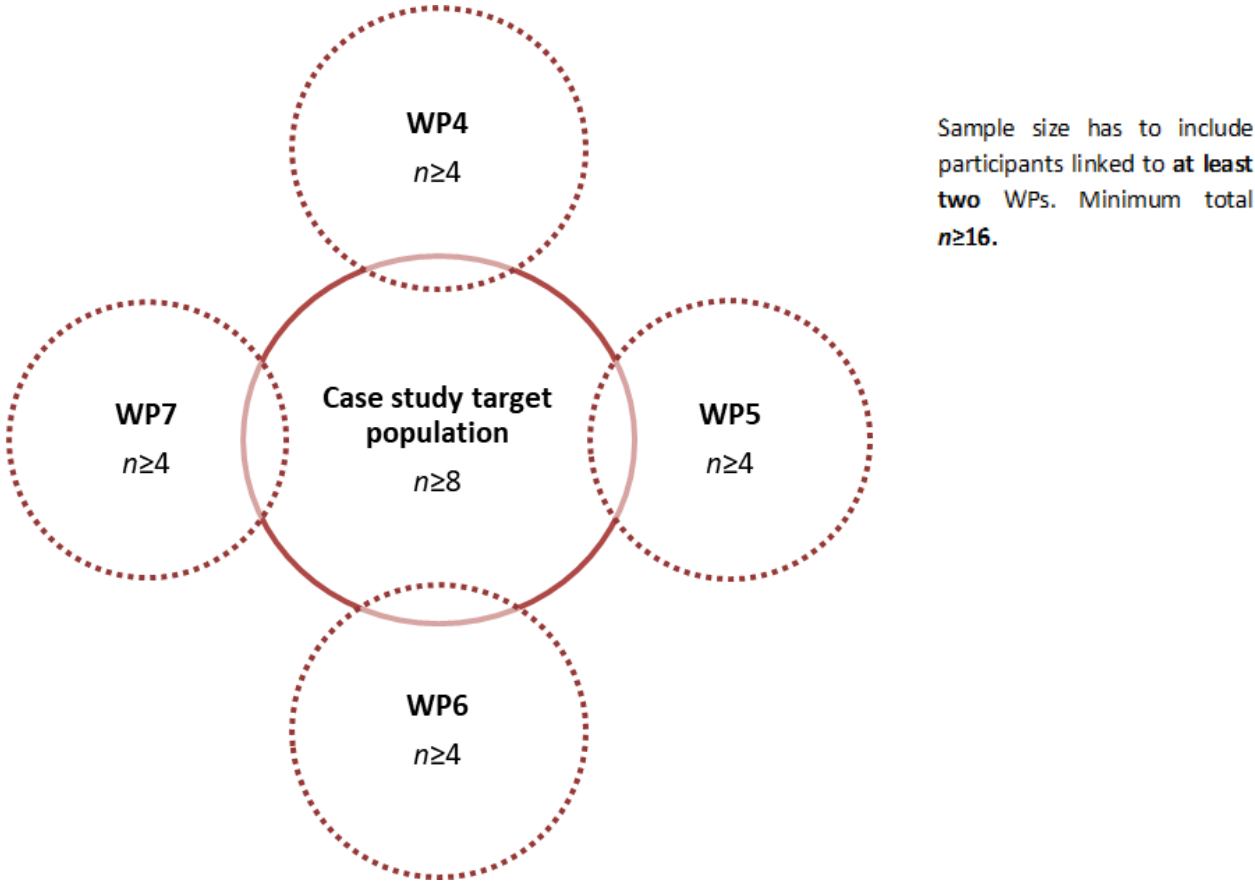 WP4
n≥4
Sample size has to include
participants linked to at least
two WPs. Minimum total
n≥16.
Case study target
population
n≥8
WP7
n≥4
WP5
n≥4
WP6
n≥4